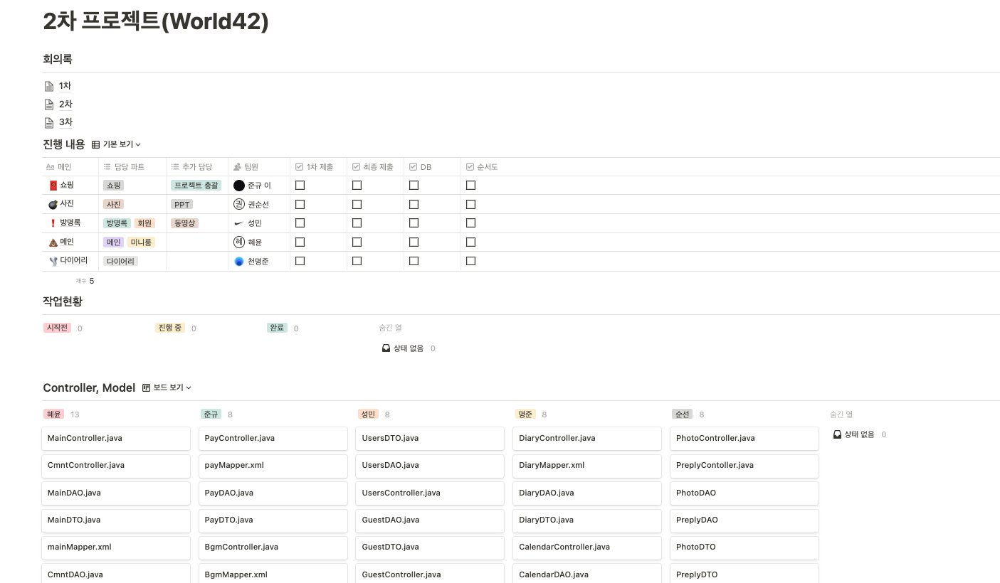 2차 프로젝트(World42)
회의록
1차
2차
3차
진행 내용 기본 보기
Aa 메인 담당 파트 추가 담당 팀원 1차 제출 최종 제출 DB 순서도
쇼핑 쇼핑 프로젝트 총괄 준규 이
사진 사진 PPT 권 권순선
방명록 방명록 회원 동영상 성민
메인 메인 미니룸 혜 혜윤
다이어리 다이어리 천명준
개수 5
작업현황
시작전 0 진행 중 0 완료 0 숨긴 열
상태 없음 0
Controller, Model 보드 보기
혜윤 13 준규 8 성민 8 명준 8 순선 8 숨긴 열
MainController.java PayController.java UsersDTO.java DiaryController.java PhotoController.java 상태 없음 0
CmntController.java payMapper.xml UsersDAO.java DiaryMapper.xml PreplyContoller.java
MainDAO.java PayDAO.java UsersController.java DiaryDAO.java PhotoDAO
MainDTO.java PayDTO.java GuestDAO.java DiaryDTO.java PreplyDAO
mainMapper.xml BgmController.java GuestDTO.java CalendarController.java PhotoDTO
CmntDAO.java BgmMapper.xml GuestController.java CalendarDAO.java PreplyDTO